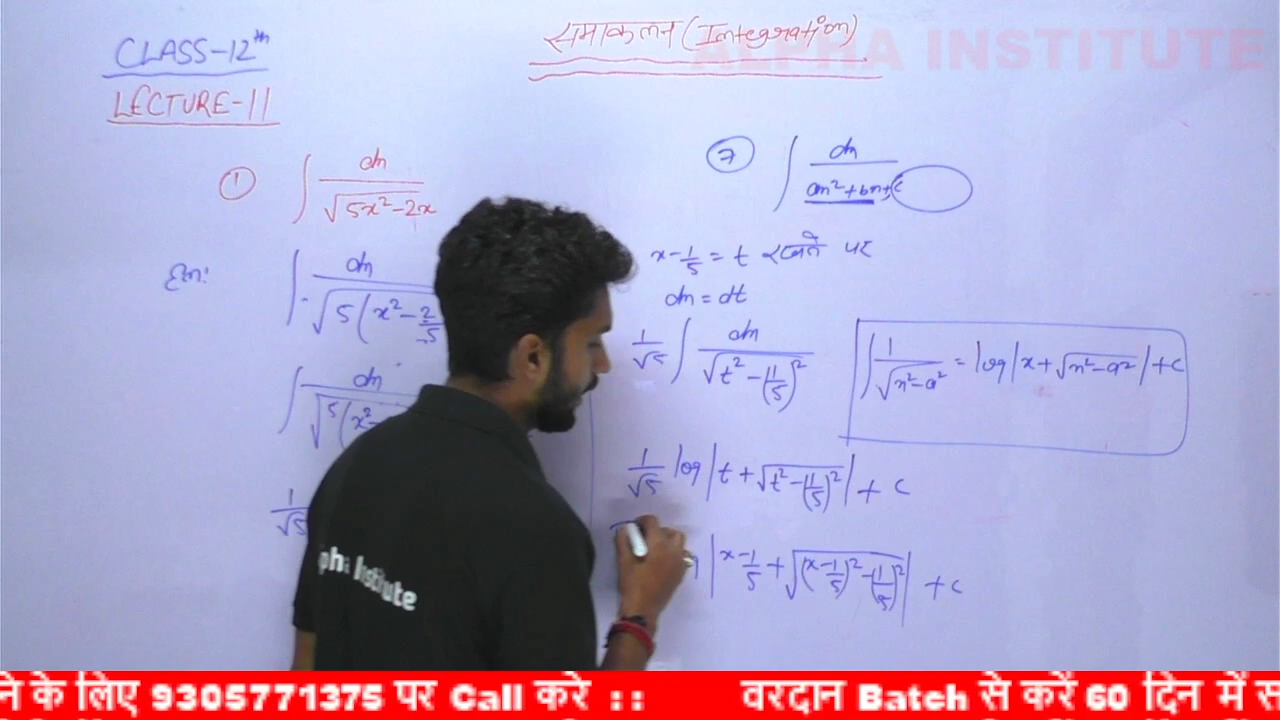 CLASS-12th
LECTURE-11
समाकलन (Integration)
ALPHA INSTITUTE
① ∫ dx / √5x²-2x
हल:
∫ dx / √5(x² - 2/5
∫ dx / √5(x²-
1/√5
⑦ ∫ dx / ax²+bx+c
x - 1/5 = t रखने पर
dx = dt
1/√5 ∫ dx / √t² - (1/5)²
∫ 1/√x²-a² = log|x + √x²-a²| + c
1/√5 log|t + √t² - (1/5)²| + c
|x - 1/5 + √(x - 1/5)² - (1/5)²| + c
pha Institute
ने के लिए 9305771375 पर Call करे : : वरदान Batch से करें 60 दिन में स